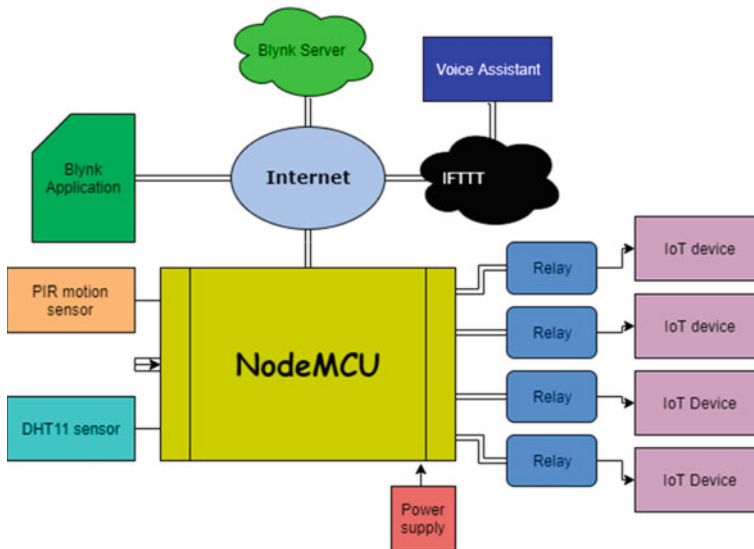 Blynk Server
Voice Assistant
Blynk
Application
Internet
IFTTT
PIR motion
sensor
NodeMCU
DHT11 sensor
Relay
IoT device
Relay
IoT device
Relay
IoT Device
Relay
IoT Device
Power
supply